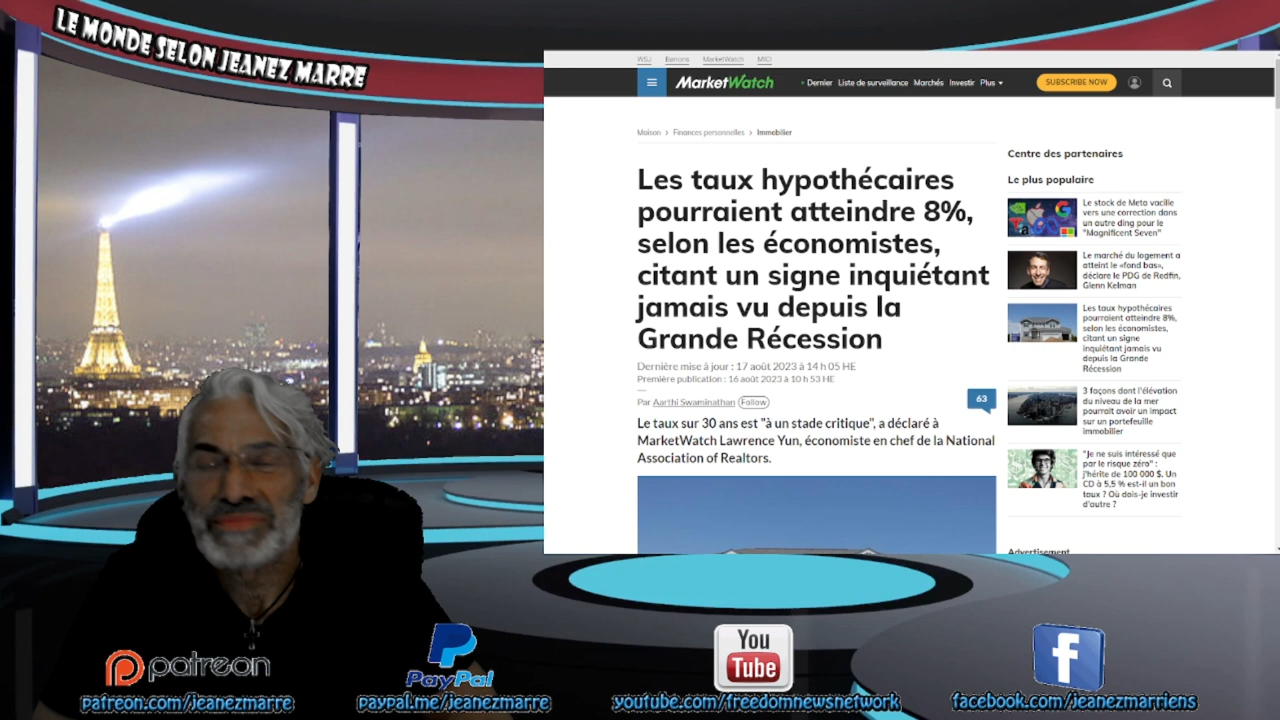 LE MONDE SELON JEANEZ MARRE
WSJ Barrons MarketWatch MKT
MarketWatch
Dernier Liste de surveillance Marchés Investir Plus
SUBSCRIBE NOW
Maison > Finances personnelles > Immobilier
Les taux hypothécaires
pourraient atteindre 8%,
selon les économistes,
citant un signe inquiétant
jamais vu depuis la
Grande Récession
Dernière mise à jour : 17 août 2023 à 14 h 05 HE
Première publication : 16 août 2023 à 10 h 53 HE
Par Aarthi Swaminathan Follow
63
Le taux sur 30 ans est "à un stade critique", a déclaré à
MarketWatch Lawrence Yun, économiste en chef de la National
Association of Realtors.
Centre des partenaires
Le plus populaire
Le stock de Meta vacille
vers une correction dans
un autre ding pour le
"Magnificent Seven"
Le marché du logement a
atteint le «fond bas»,
déclare le PDG de Redfin,
Glenn Kelman
Les taux hypothécaires
pourraient atteindre 8%,
selon les économistes,
citant un signe
inquiétant jamais vu
depuis la Grande
Récession
3 façons dont l'élévation
du niveau de la mer
pourrait avoir un impact
sur un portefeuille
immobilier
"Je ne suis intéressé que
par le risque zéro" :
j'hérite de 100 000 $. Un
CD à 5,5 % est-il un bon
taux ? Où dois-je investir
d'autre ?
Advertisement
patreon
patreon.com/jeanezmarre
PayPal
paypal.me/jeanezmarre
You
Tube
youtube.com/freedomnewsnetwork
f
facebook.com/jeanezmarriens